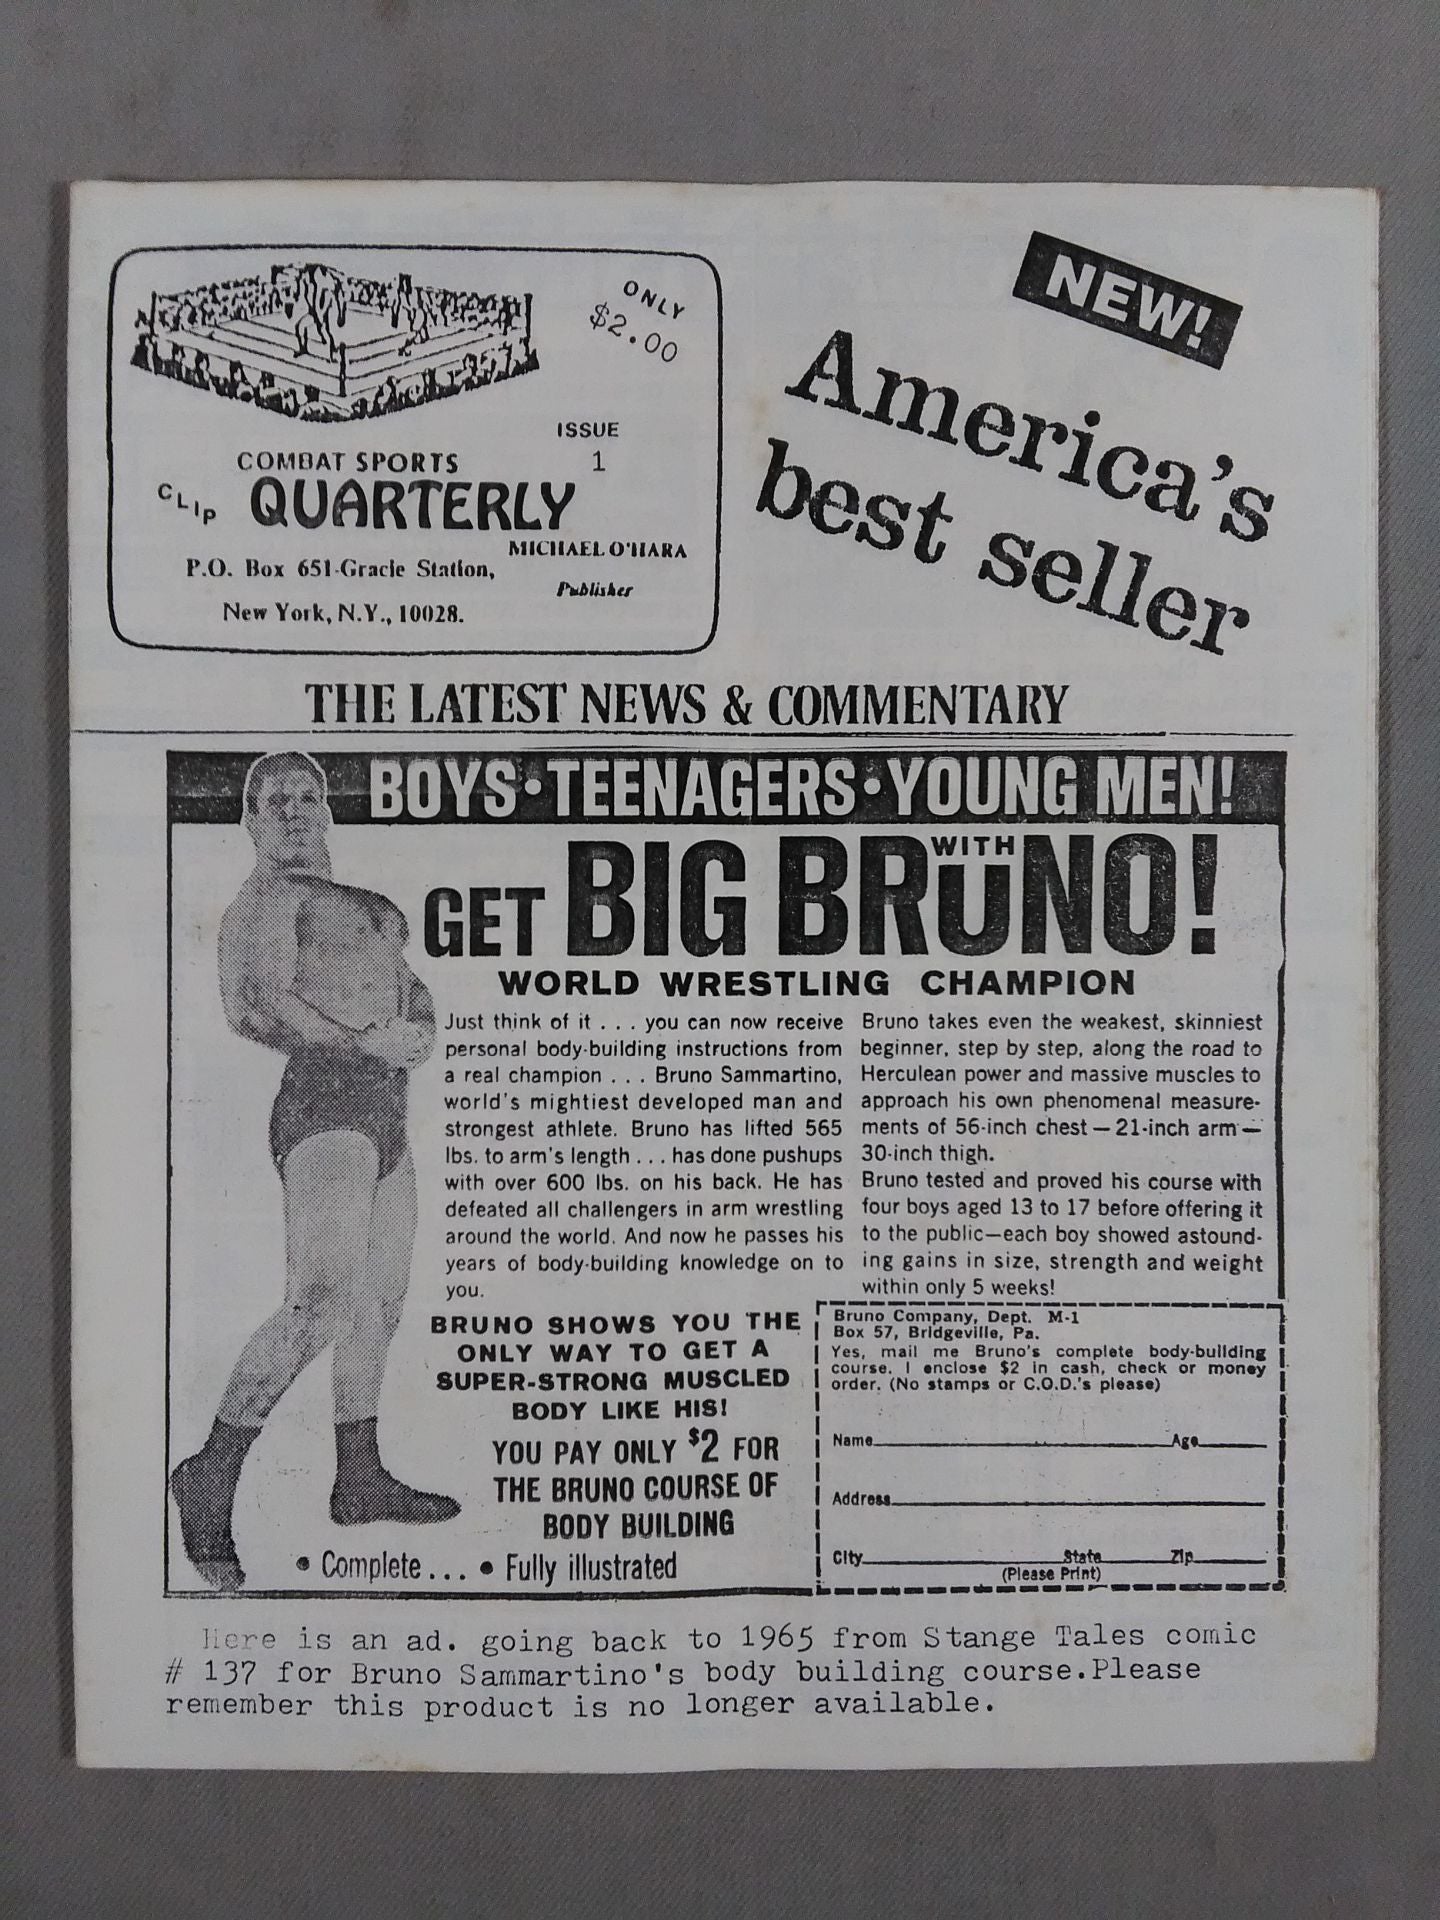 ONLY
$2.00
ISSUE
1
COMBAT SPORTS
CLIP QUARTERLY
MICHAEL O'HARA
P.O. Box 651-Gracie Station,
Publisher
New York, N.Y., 10028.
NEW!
America's
best seller
THE LATEST NEWS & COMMENTARY
BOYS•TEENAGERS•YOUNG MEN!
GET BIG WITH BRUNO!
WORLD WRESTLING CHAMPION
Just think of it . . . you can now receive
personal body-building instructions from
a real champion . . . Bruno Sammartino,
world's mightiest developed man and
strongest athlete. Bruno has lifted 565
lbs. to arm's length . . . has done pushups
with over 600 lbs. on his back. He has
defeated all challengers in arm wrestling
around the world. And now he passes his
years of body-building knowledge on to
you.
Bruno takes even the weakest, skinniest
beginner, step by step, along the road to
Herculean power and massive muscles to
approach his own phenomenal measure-
ments of 56-inch chest — 21-inch arm —
30-inch thigh.
Bruno tested and proved his course with
four boys aged 13 to 17 before offering it
to the public—each boy showed astound-
ing gains in size, strength and weight
within only 5 weeks!
BRUNO SHOWS YOU THE
ONLY WAY TO GET A
SUPER-STRONG MUSCLED
BODY LIKE HIS!
YOU PAY ONLY $2 FOR
THE BRUNO COURSE OF
BODY BUILDING
• Complete . . . • Fully illustrated
Bruno Company, Dept. M-1
Box 57, Bridgeville, Pa.
Yes, mail me Bruno's complete body-building
course. I enclose $2 in cash, check or money
order. (No stamps or C.O.D.'s please)
Name Age
Address
City State Zip
(Please Print)
Here is an ad. going back to 1965 from Stange Tales comic
# 137 for Bruno Sammartino's body building course.Please
remember this product is no longer available.